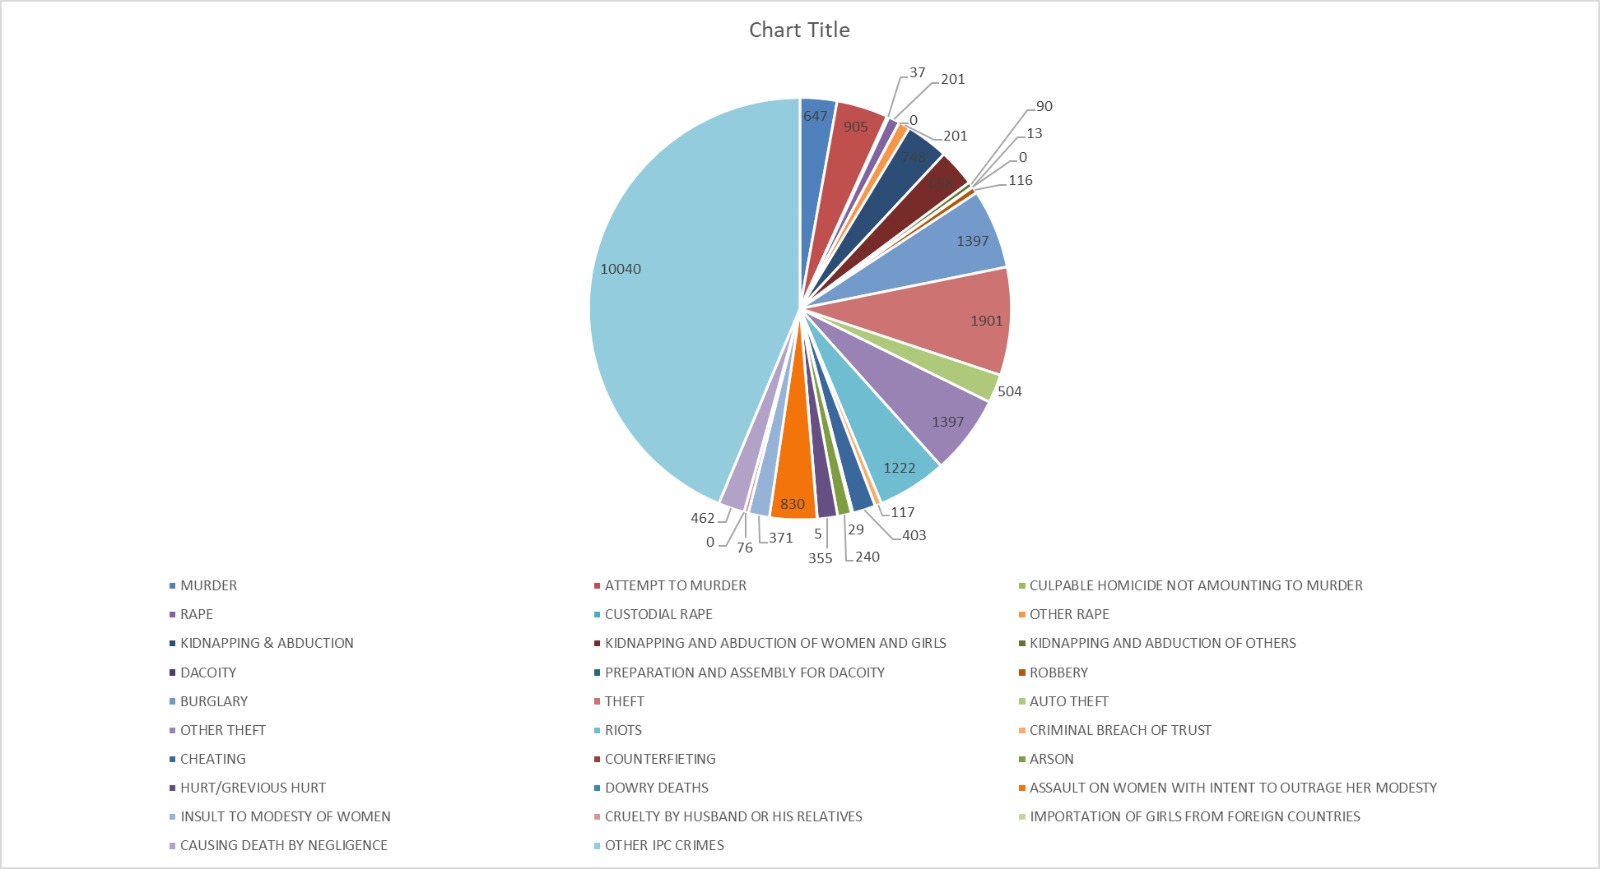 Chart Title
647
905
37
201
0
201
748
90
13
0
116
1397
1901
504
1397
1222
117
403
29
240
355
5
830
371
76
0
462
10040
MURDER
ATTEMPT TO MURDER
CULPABLE HOMICIDE NOT AMOUNTING TO MURDER
RAPE
CUSTODIAL RAPE
OTHER RAPE
KIDNAPPING & ABDUCTION
KIDNAPPING AND ABDUCTION OF WOMEN AND GIRLS
KIDNAPPING AND ABDUCTION OF OTHERS
DACOITY
PREPARATION AND ASSEMBLY FOR DACOITY
ROBBERY
BURGLARY
THEFT
AUTO THEFT
OTHER THEFT
RIOTS
CRIMINAL BREACH OF TRUST
CHEATING
COUNTERFIETING
ARSON
HURT/GREVIOUS HURT
DOWRY DEATHS
ASSAULT ON WOMEN WITH INTENT TO OUTRAGE HER MODESTY
INSULT TO MODESTY OF WOMEN
CRUELTY BY HUSBAND OR HIS RELATIVES
IMPORTATION OF GIRLS FROM FOREIGN COUNTRIES
CAUSING DEATH BY NEGLIGENCE
OTHER IPC CRIMES